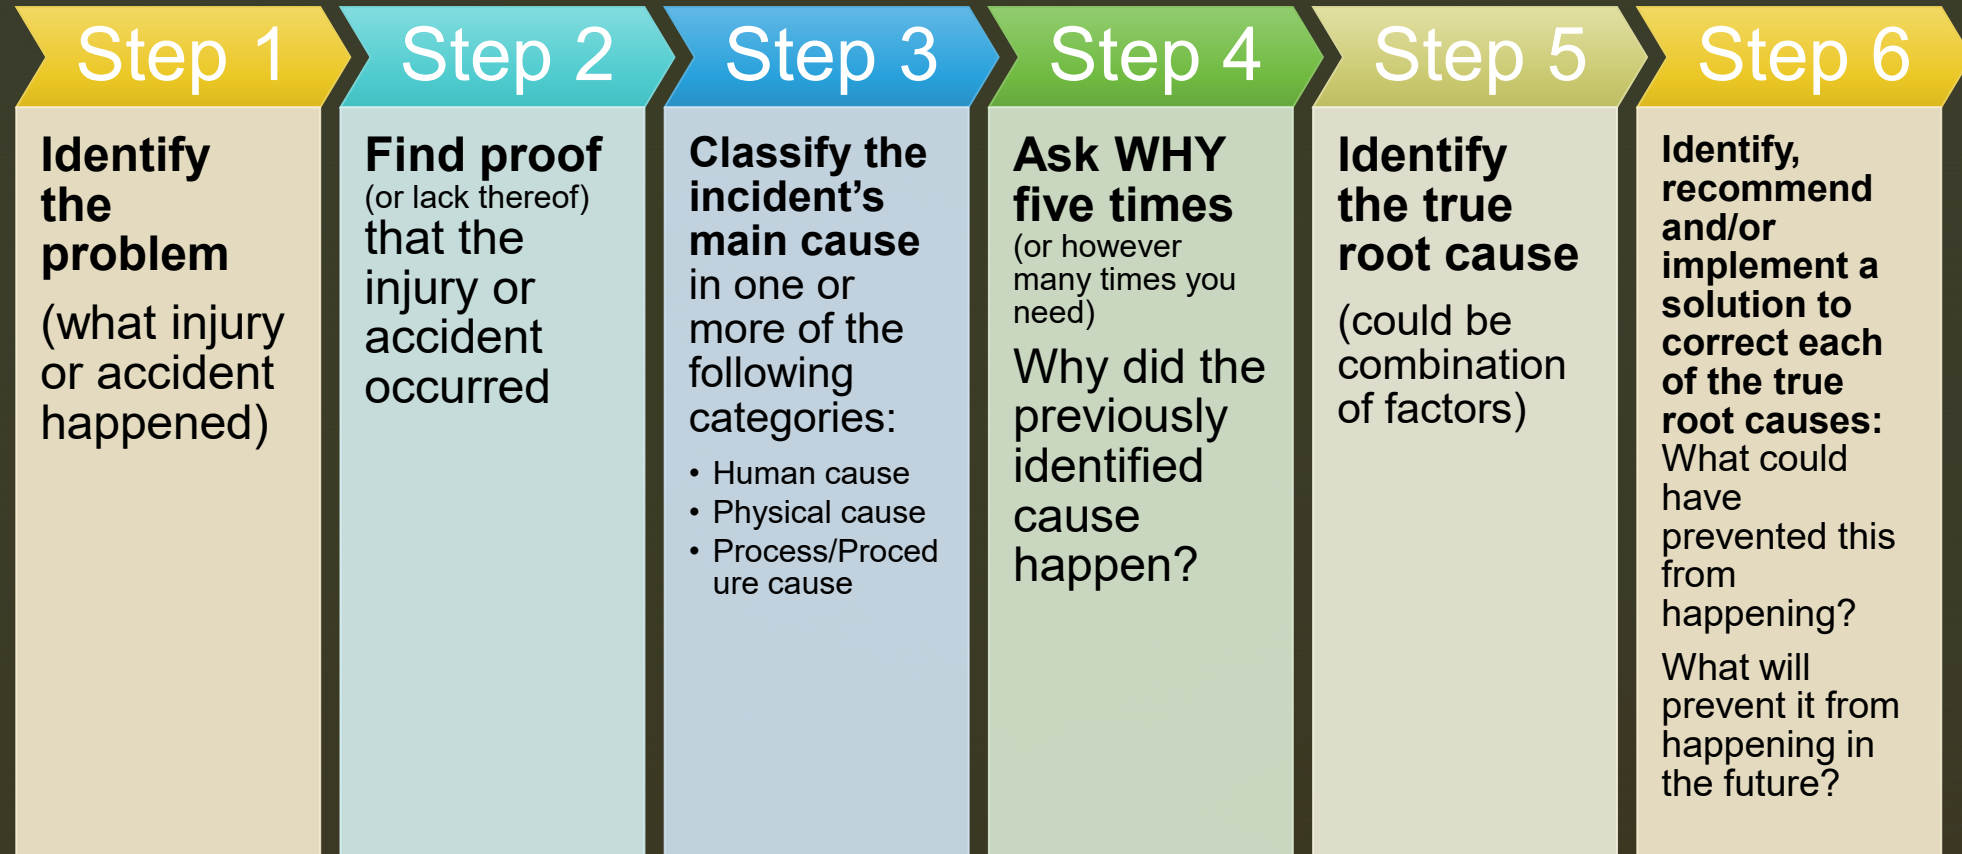 Step 1
Identify
the
problem
(what injury
or accident
happened)
Step 2
Find proof
(or lack thereof)
that the
injury or
accident
occurred
Step 3
Classify the
incident’s
main cause
in one or
more of the
following
categories:
• Human cause
• Physical cause
• Process/Proced
ure cause
Step 4
Ask WHY
five times
(or however
many times you
need)
Why did the
previously
identified
cause
happen?
Step 5
Identify
the true
root cause
(could be
combination
of factors)
Step 6
Identify,
recommend
and/or
implement a
solution to
correct each
of the true
root causes:
What could
have
prevented this
from
happening?
What will
prevent it from
happening in
the future?